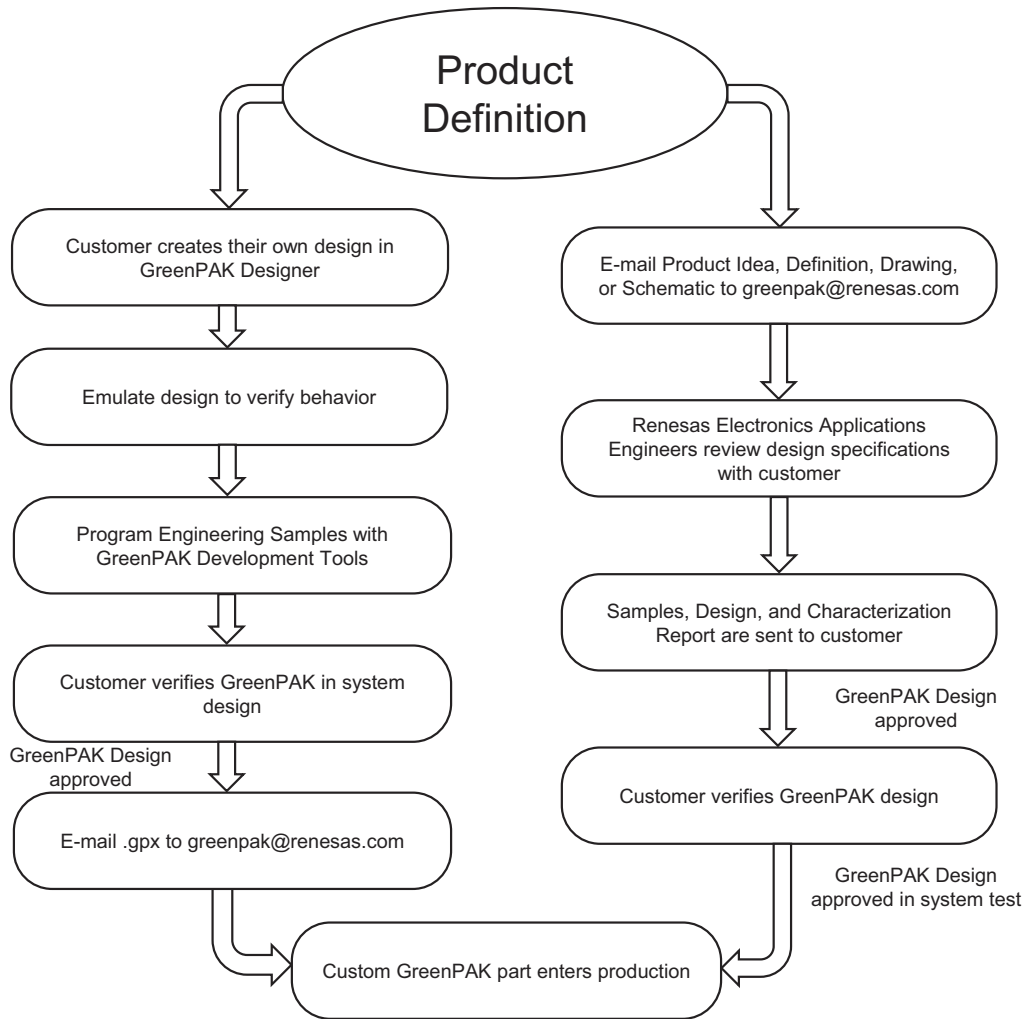 Product
Definition
Customer creates their own design in
GreenPAK Designer
Emulate design to verify behavior
Program Engineering Samples with
GreenPAK Development Tools
Customer verifies GreenPAK in system
design
GreenPAK Design
approved
E-mail .gpx to greenpak@renesas.com
E-mail Product Idea, Definition, Drawing,
or Schematic to greenpak@renesas.com
Renesas Electronics Applications
Engineers review design specifications
with customer
Samples, Design, and Characterization
Report are sent to customer
GreenPAK Design
approved
Customer verifies GreenPAK design
GreenPAK Design
approved in system test
Custom GreenPAK part enters production